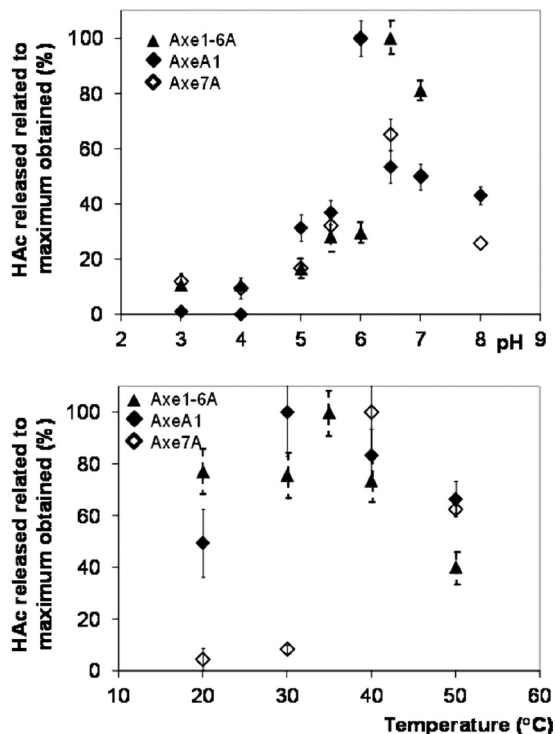 HAc released related to
maximum obtained (%)
100
80
60
40
20
0
Axe1-6A
AxeA1
Axe7A
2 3 4 5 6 7 8 9
pH
HAc released related to
maximum obtained (%)
100
80
60
40
20
0
Axe1-6A
AxeA1
Axe7A
10 20 30 40 50 60
Temperature (°C)